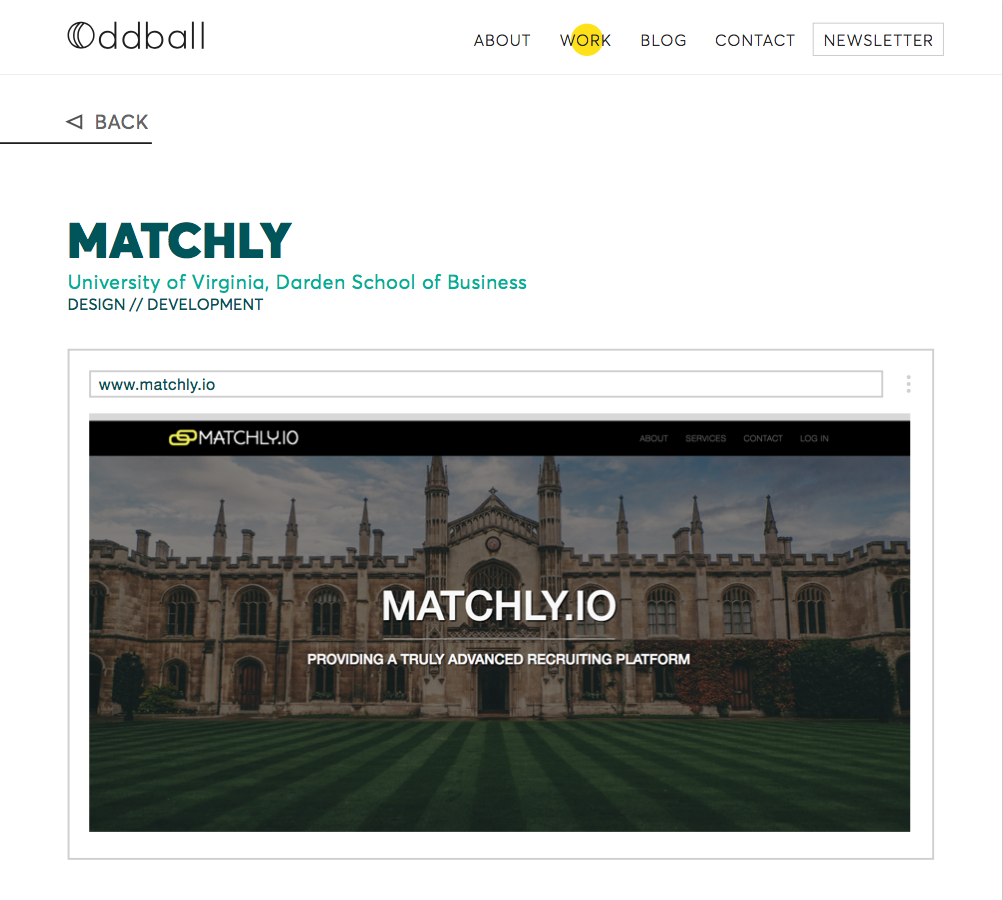 Oddball
ABOUT WORK BLOG CONTACT NEWSLETTER
BACK
MATCHLY
University of Virginia, Darden School of Business
DESIGN // DEVELOPMENT
www.matchly.io
MATCHLY.IO
ABOUT SERVICES CONTACT LOG IN
MATCHLY.IO
PROVIDING A TRULY ADVANCED RECRUITING PLATFORM